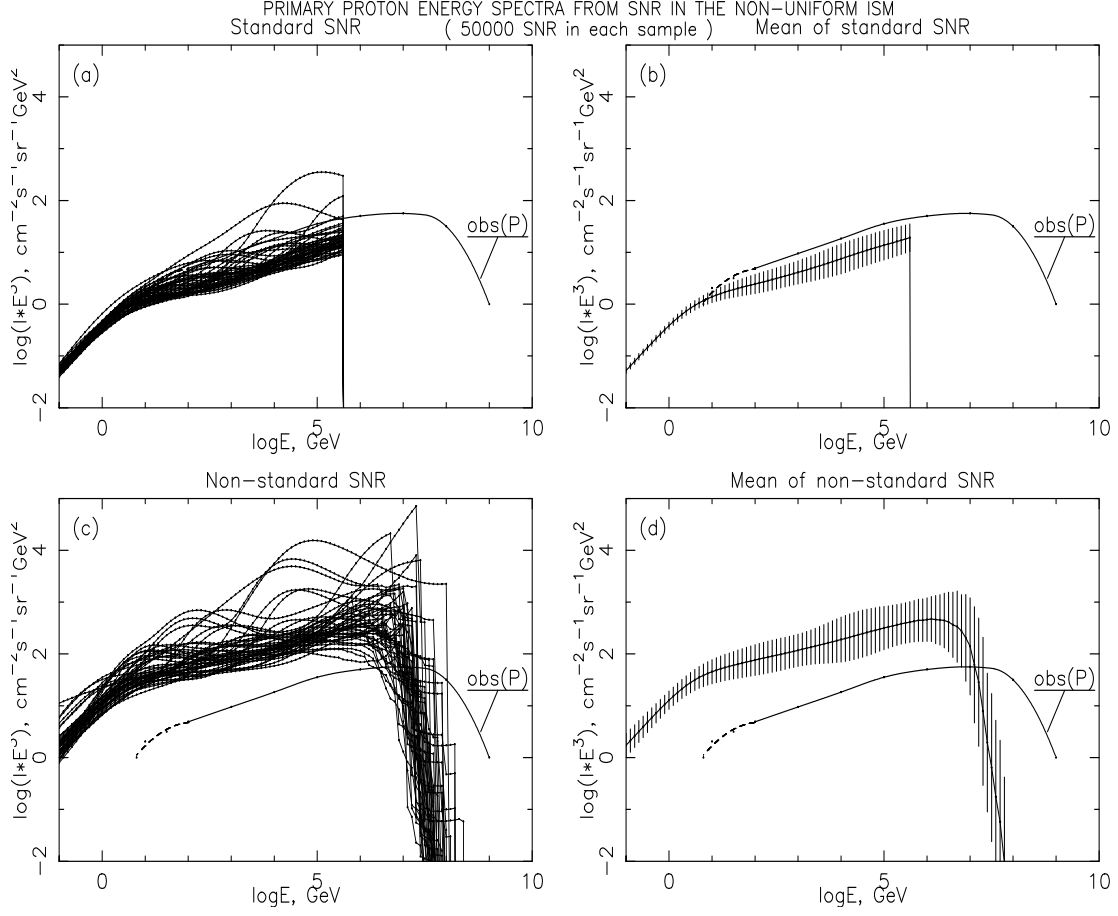 PRIMARY PROTON ENERGY SPECTRA FROM SNR IN THE NON-UNIFORM ISM
Standard SNR ( 50000 SNR in each sample ) Mean of standard SNR
(a)
log(I*E³), cm⁻²s⁻¹sr⁻¹GeV²
4
2
0
−2
obs(P)
0 5 10
logE, GeV
(b)
log(I*E³), cm⁻²s⁻¹sr⁻¹GeV²
4
2
0
−2
obs(P)
0 5 10
logE, GeV
Non-standard SNR
(c)
log(I*E³), cm⁻²s⁻¹sr⁻¹GeV²
4
2
0
−2
obs(P)
0 5 10
logE, GeV
Mean of non-standard SNR
(d)
log(I*E³), cm⁻²s⁻¹sr⁻¹GeV²
4
2
0
−2
obs(P)
0 5 10
logE, GeV